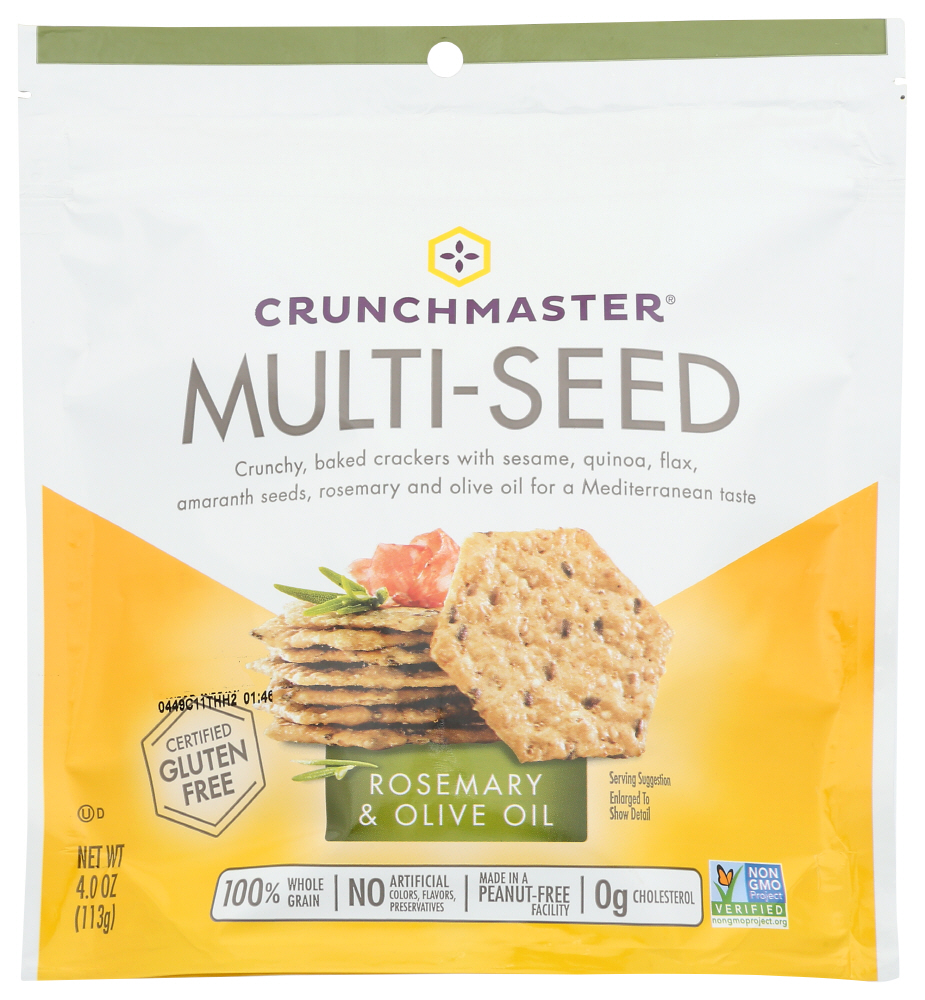 CRUNCHMASTER®
MULTI-SEED
Crunchy, baked crackers with sesame, quinoa, flax,
amaranth seeds, rosemary and olive oil for a Mediterranean taste
0449C11THH2 01:46
CERTIFIED
GLUTEN
FREE
ROSEMARY
& OLIVE OIL
Serving Suggestion
Enlarged To
Show Detail
U D
NET WT
4.0 OZ
(113g)
100% WHOLE GRAIN
NO ARTIFICIAL COLORS, FLAVORS, PRESERVATIVES
MADE IN A PEANUT-FREE FACILITY
0g CHOLESTEROL
NON
GMO
Project
VERIFIED
nongmoproject.org